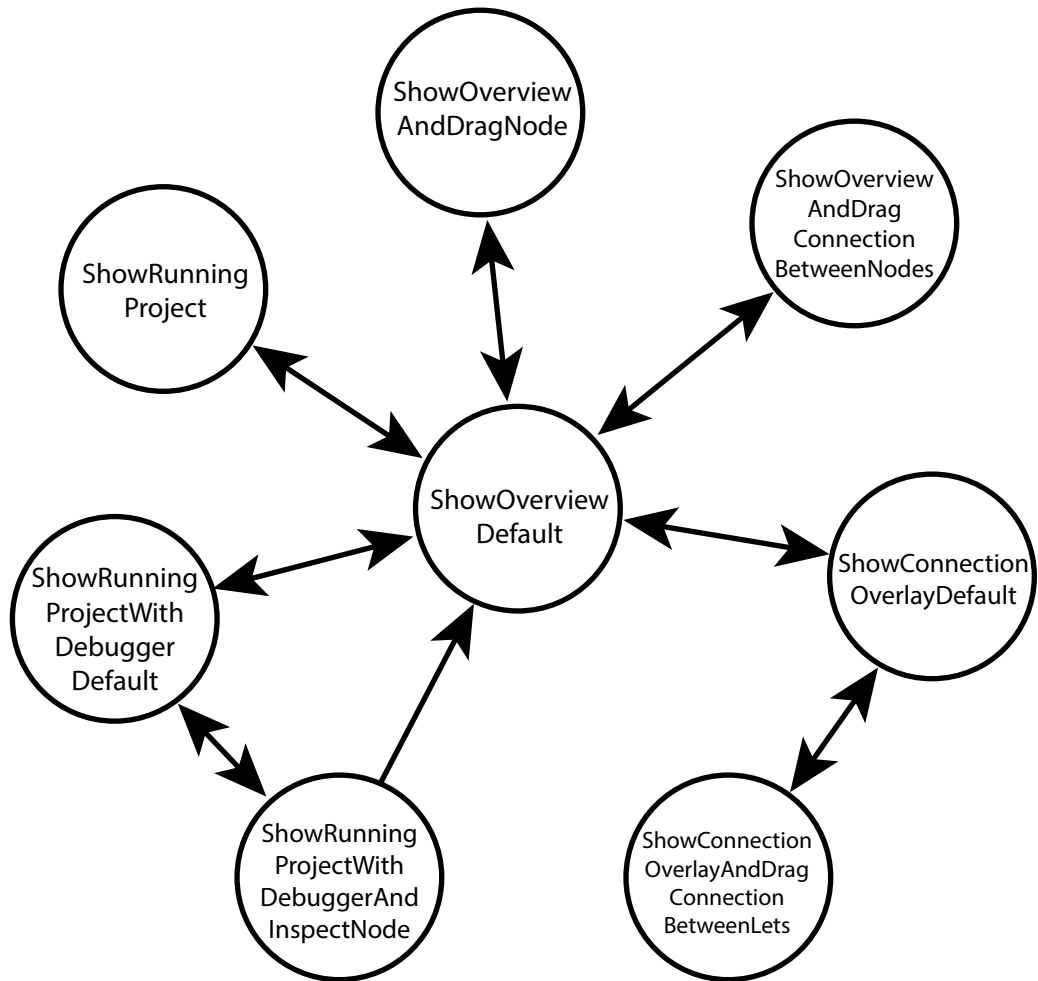 ShowOverview
AndDragNode
ShowOverview
AndDrag
Connection
BetweenNodes
ShowRunning
Project
ShowOverview
Default
ShowConnection
OverlayDefault
ShowRunning
ProjectWith
Debugger
Default
ShowRunning
ProjectWith
DebuggerAnd
InspectNode
ShowConnection
OverlayAndDrag
Connection
BetweenLets